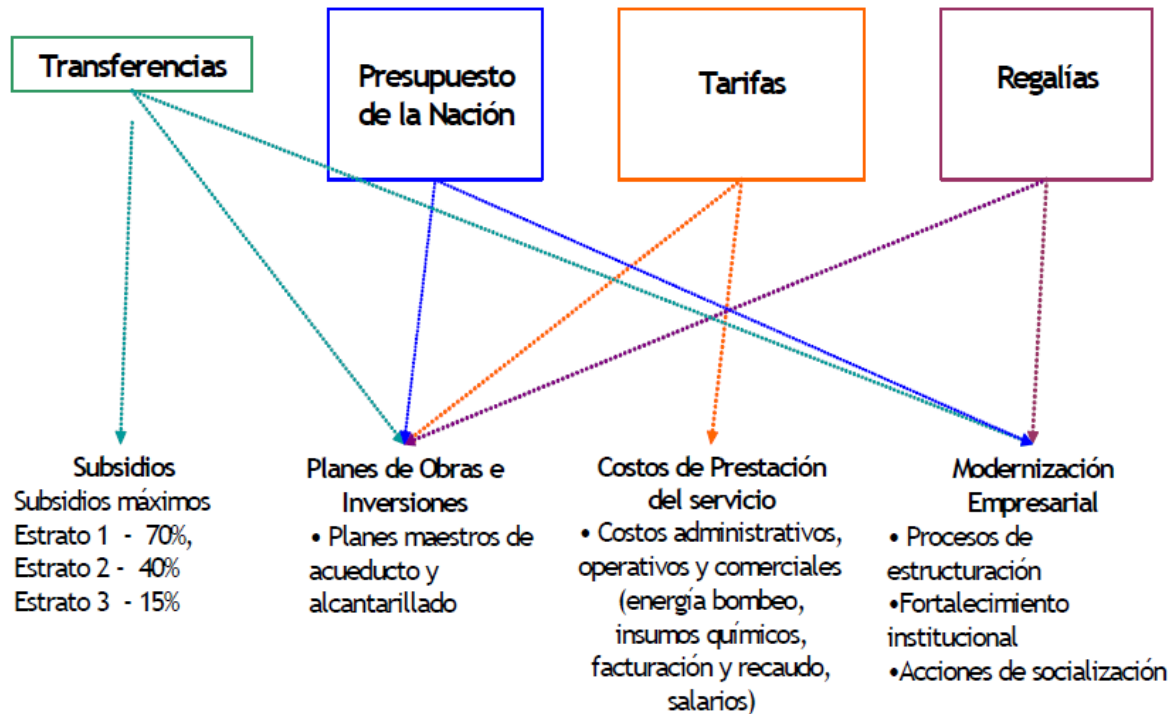 Transferencias
Presupuesto
de la Nación
Tarifas
Regalías
Subsidios
Subsidios máximos
Estrato 1 - 70%,
Estrato 2 - 40%
Estrato 3 - 15%
Planes de Obras e
Inversiones
• Planes maestros de
acueducto y
alcantarillado
Costos de Prestación
del servicio
• Costos administrativos,
operativos y comerciales
(energía bombeo,
insumos químicos,
facturación y recaudo,
salarios)
Modernización
Empresarial
• Procesos de
estructuración
•Fortalecimiento
institucional
•Acciones de socialización